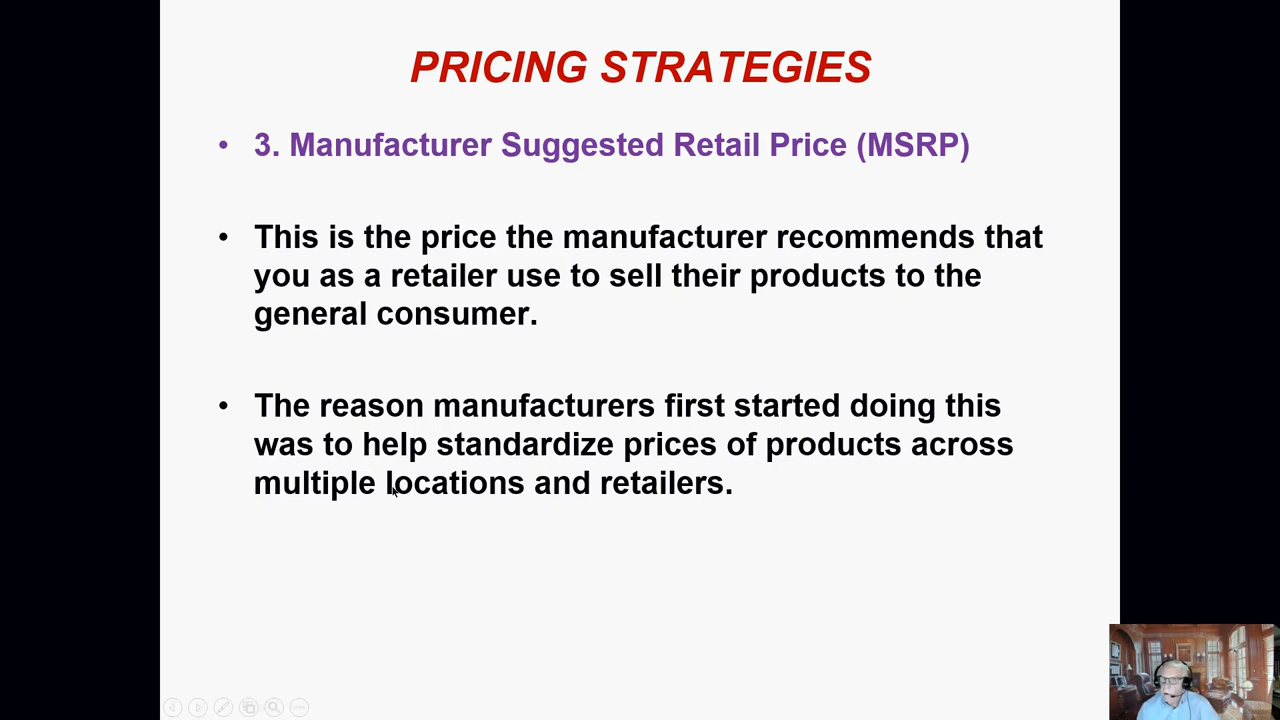 PRICING STRATEGIES
• 3. Manufacturer Suggested Retail Price (MSRP)
• This is the price the manufacturer recommends that
you as a retailer use to sell their products to the
general consumer.
• The reason manufacturers first started doing this
was to help standardize prices of products across
multiple locations and retailers.